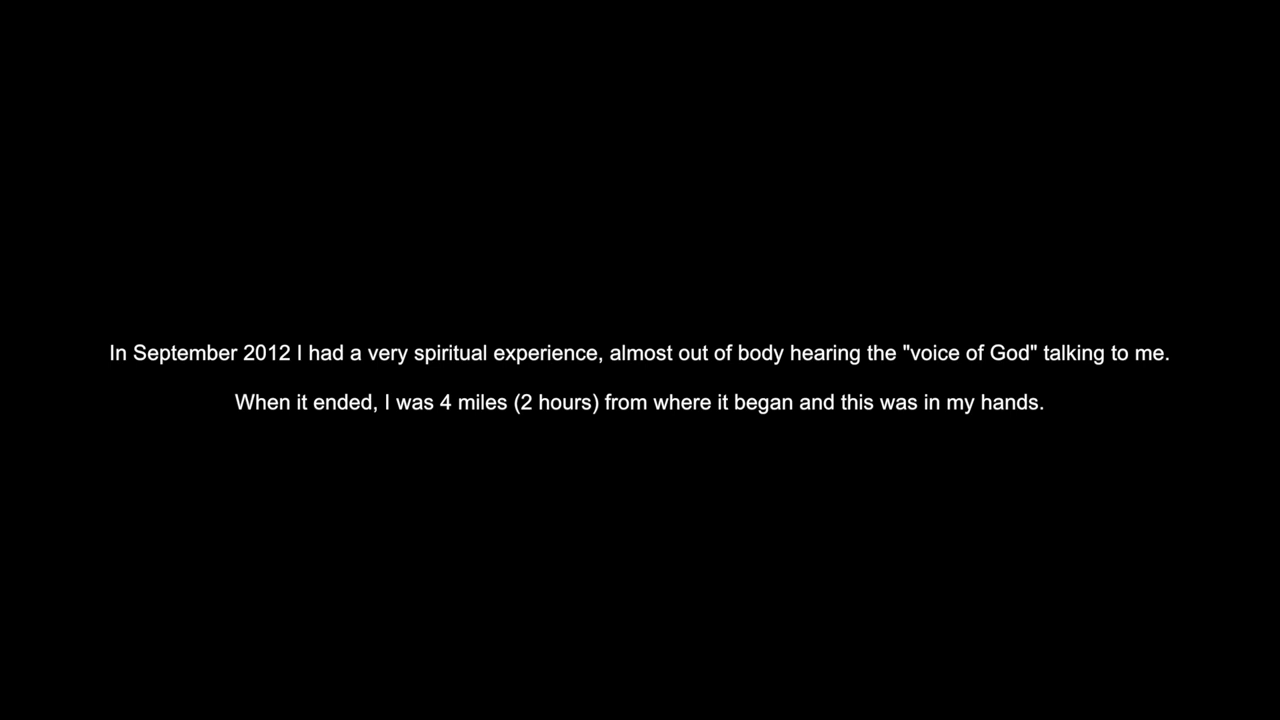 In September 2012 I had a very spiritual experience, almost out of body hearing the "voice of God" talking to me.
When it ended, I was 4 miles (2 hours) from where it began and this was in my hands.